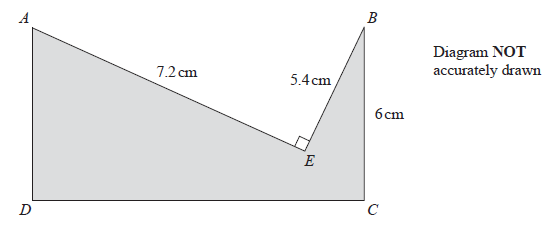 A
B
7.2 cm
5.4 cm
Diagram NOT
accurately drawn
6 cm
E
D
C